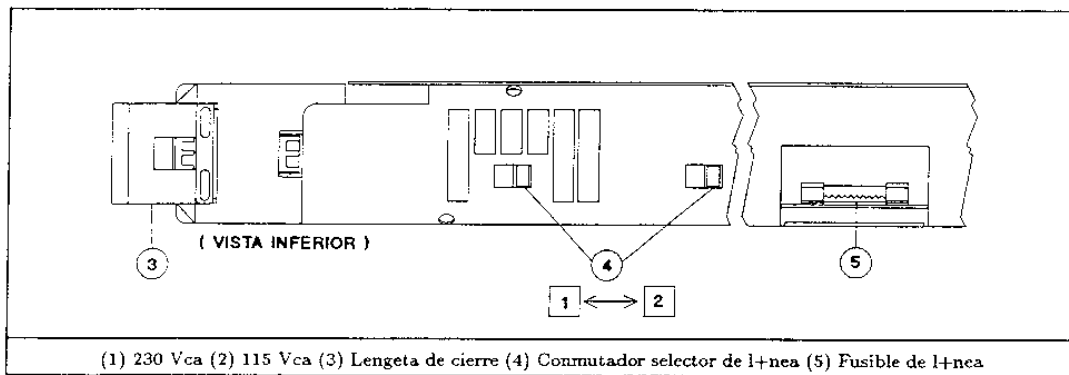 ( VISTA INFERIOR )
3
4
5
1
2
(1) 230 Vca (2) 115 Vca (3) Lengeta de cierre (4) Conmutador selector de l+nea (5) Fusible de l+nea